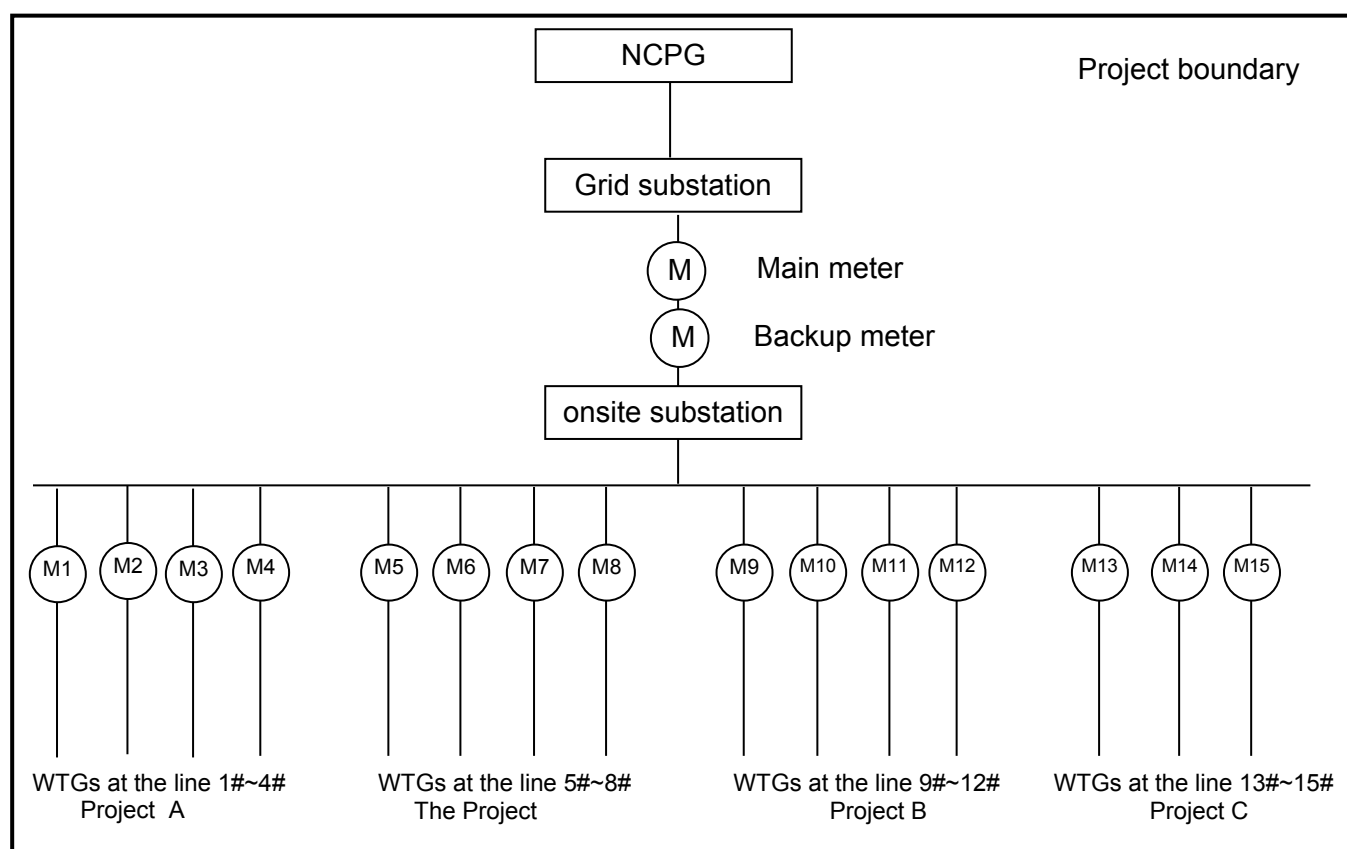 NCPG
Project boundary
Grid substation
M
Main meter
M
Backup meter
onsite substation
M1
M2
M3
M4
M5
M6
M7
M8
M9
M10
M11
M12
M13
M14
M15
WTGs at the line 1#~4#
Project A
WTGs at the line 5#~8#
The Project
WTGs at the line 9#~12#
Project B
WTGs at the line 13#~15#
Project C